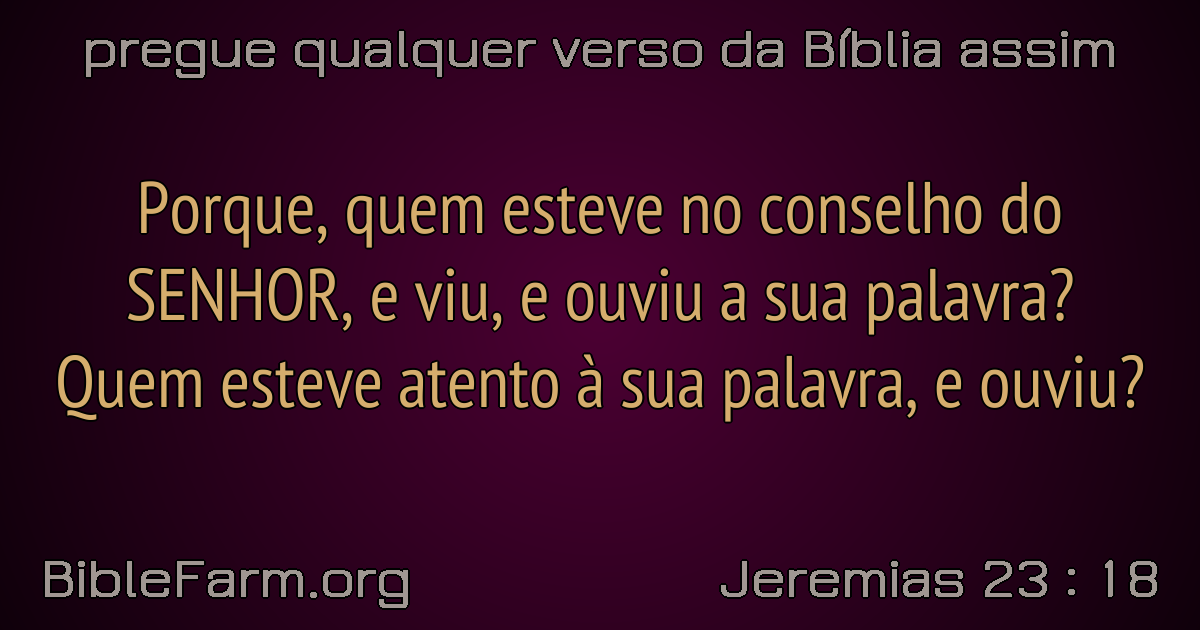 pregue qualquer verso da Bíblia assim
Porque, quem esteve no conselho do
SENHOR, e viu, e ouviu a sua palavra?
Quem esteve atento à sua palavra, e ouviu?
BibleFarm.org
Jeremias 23 : 18